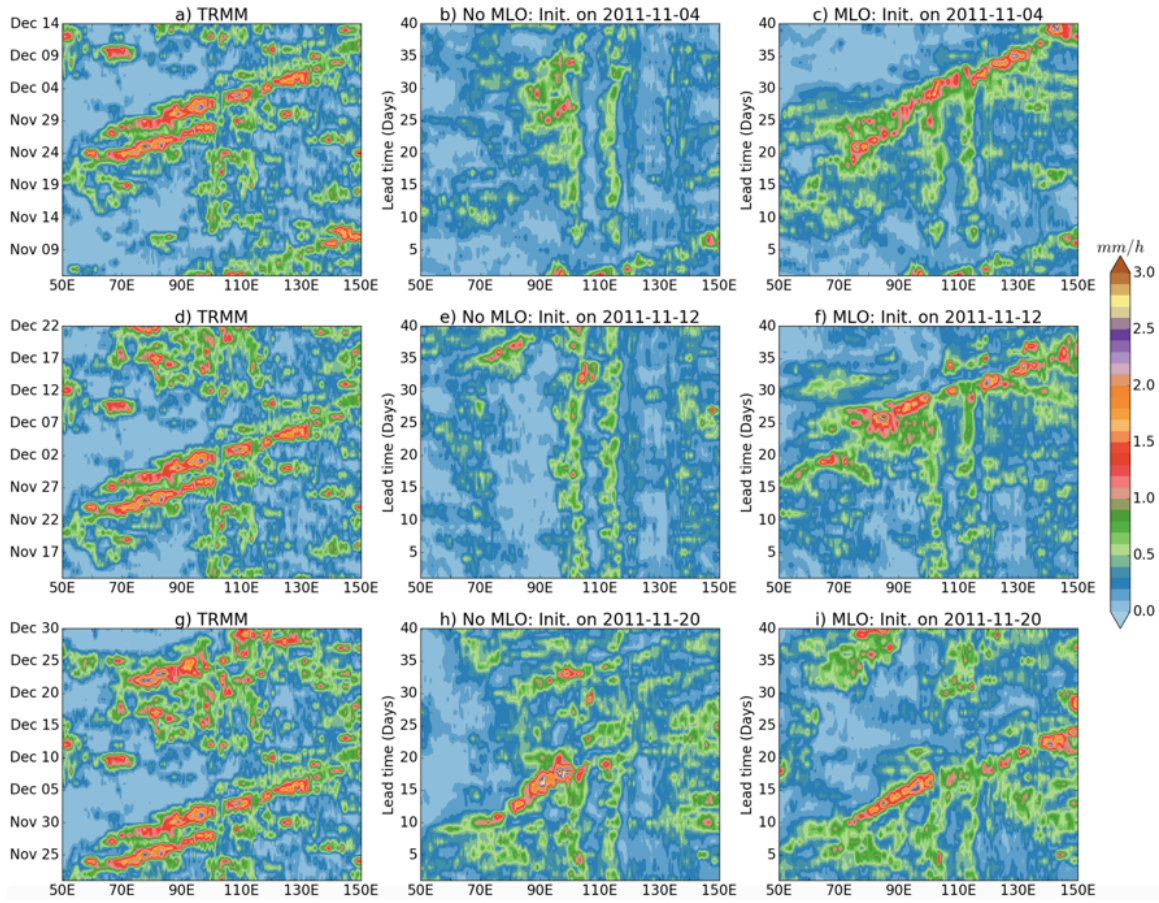 a) TRMM
b) No MLO: Init. on 2011-11-04
c) MLO: Init. on 2011-11-04
Dec 14
Dec 09
Dec 04
Nov 29
Nov 24
Nov 19
Nov 14
Nov 09
50E 70E 90E 110E 130E 150E
Lead time (Days)
40
35
30
25
20
15
10
5
50E 70E 90E 110E 130E 150E
Lead time (Days)
40
35
30
25
20
15
10
5
50E 70E 90E 110E 130E 150E
d) TRMM
e) No MLO: Init. on 2011-11-12
f) MLO: Init. on 2011-11-12
Dec 22
Dec 17
Dec 12
Dec 07
Dec 02
Nov 27
Nov 22
Nov 17
50E 70E 90E 110E 130E 150E
Lead time (Days)
40
35
30
25
20
15
10
5
50E 70E 90E 110E 130E 150E
Lead time (Days)
40
35
30
25
20
15
10
5
50E 70E 90E 110E 130E 150E
mm/h
3.0
2.5
2.0
1.5
1.0
0.5
0.0
g) TRMM
h) No MLO: Init. on 2011-11-20
i) MLO: Init. on 2011-11-20
Dec 30
Dec 25
Dec 20
Dec 15
Dec 10
Dec 05
Nov 30
Nov 25
50E 70E 90E 110E 130E 150E
Lead time (Days)
40
35
30
25
20
15
10
5
50E 70E 90E 110E 130E 150E
Lead time (Days)
40
35
30
25
20
15
10
5
50E 70E 90E 110E 130E 150E